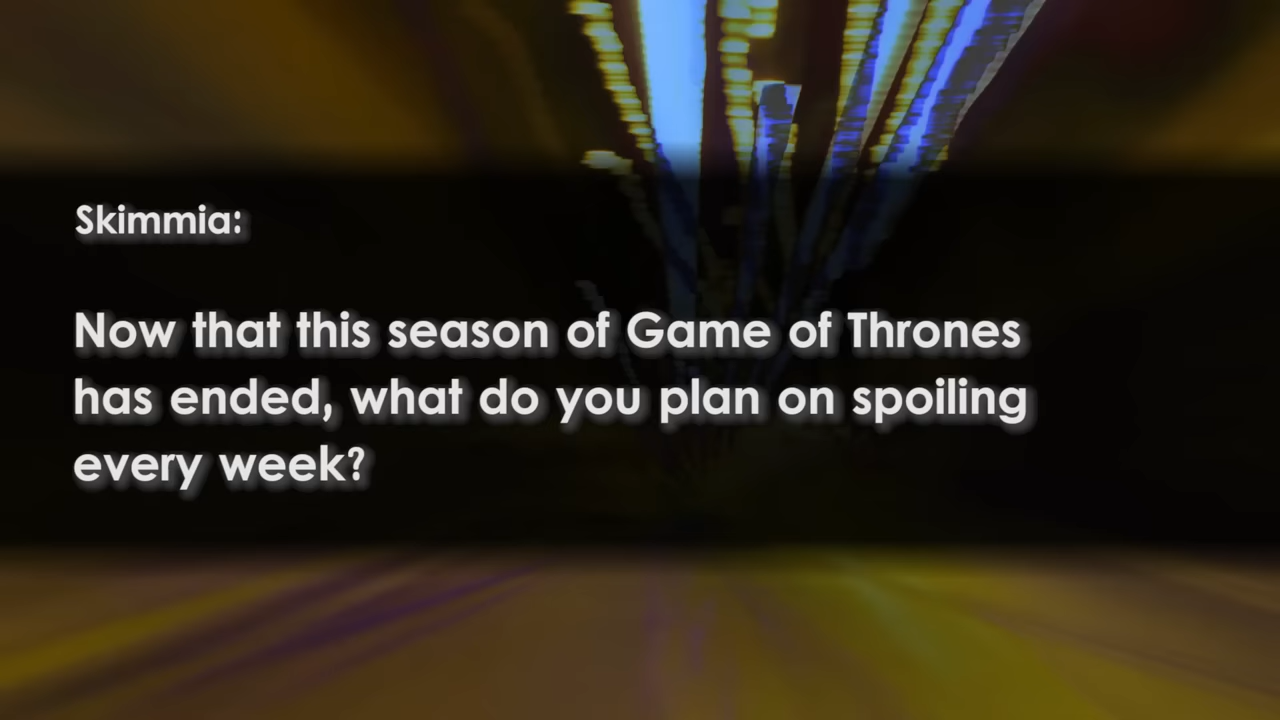 Skimmia:
Now that this season of Game of Thrones
has ended, what do you plan on spoiling
every week?